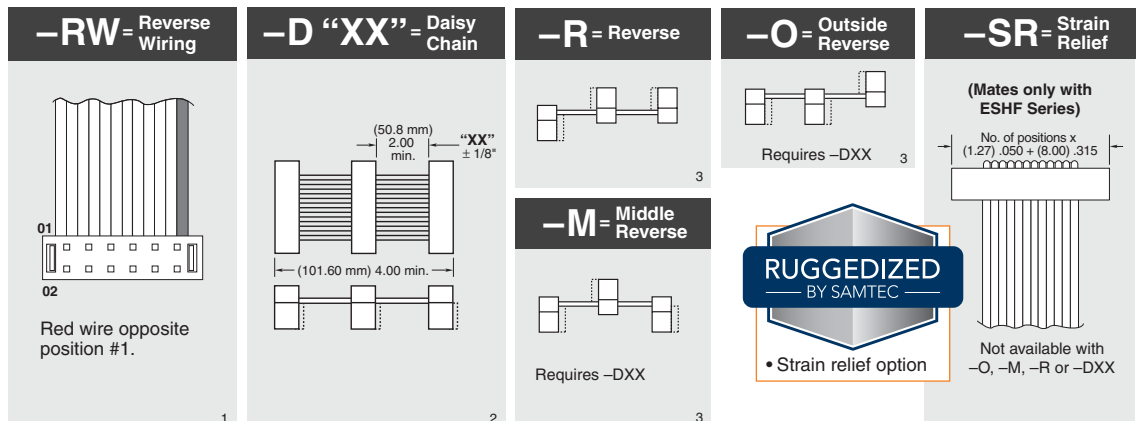 –RW= Reverse Wiring
01
02
Red wire opposite
position #1.
1
–D “XX”= Daisy Chain
(50.8 mm)
2.00
min.
“XX”
± 1/8"
(101.60 mm) 4.00 min.
2
–R= Reverse
3
–M= Middle Reverse
Requires –DXX
3
–O= Outside Reverse
Requires –DXX
3
RUGGEDIZED
BY SAMTEC
• Strain relief option
–SR= Strain Relief
(Mates only with
ESHF Series)
No. of positions x
(1.27) .050 + (8.00) .315
Not available with
–O, –M, –R or –DXX